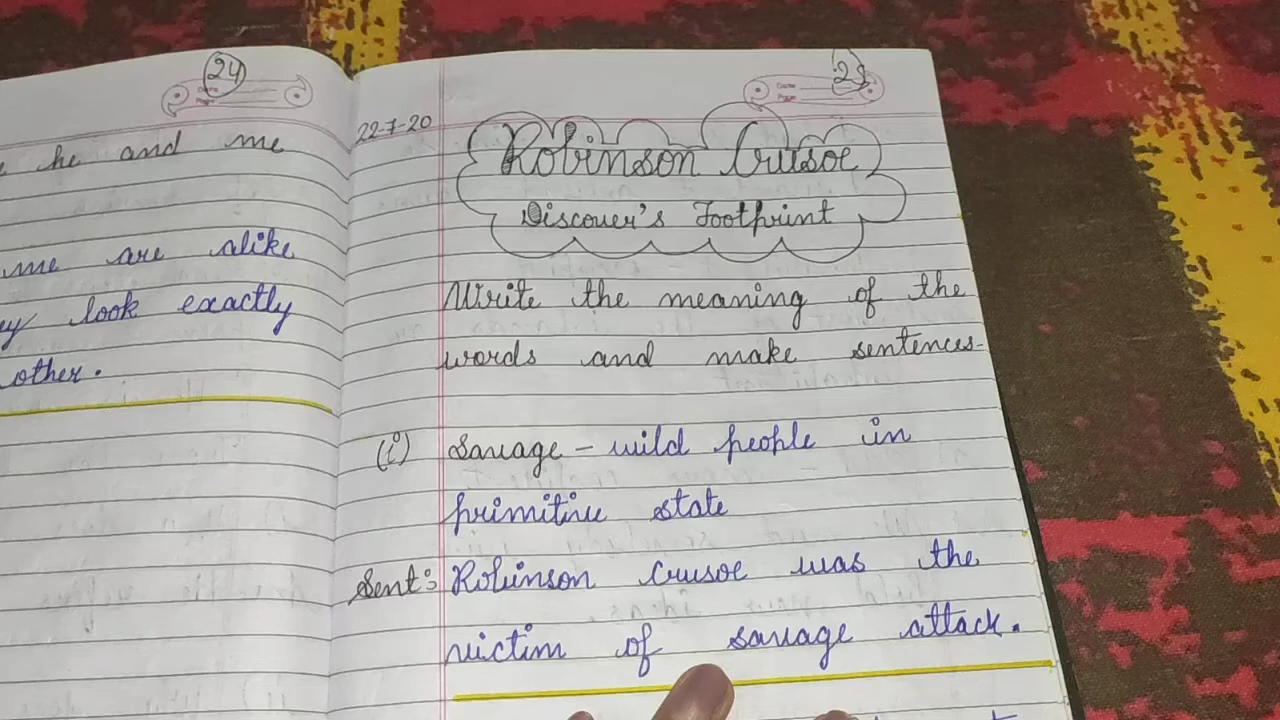 24
he and me
me are alike
look exactly
other.
23
22-7-20
Robinson Crusoe
Discover's Footprint
Write the meaning of the
words and make sentences-
(i) Savage - wild people in
primitive state
Sent: Robinson Crusoe was the
victim of savage attack.